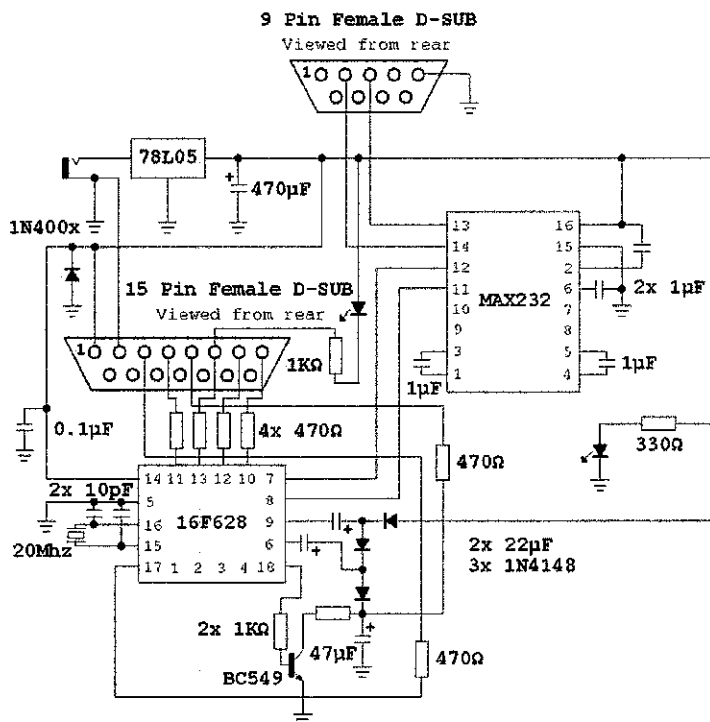 9 Pin Female D-SUB
Viewed from rear
1
78L05
+
470µF
1N400x
13 16
14 15
12 2
11 6
10 7
9 8
3 5
1 4
MAX232
2x 1µF
1µF
1µF
15 Pin Female D-SUB
Viewed from rear
1
1KΩ
0.1µF
4x 470Ω
470Ω
330Ω
2x 10pF
20Mhz
14 11 13 12 10 7
5 8
16 9
15 6
17 1 2 3 4 18
16F628
+
+
2x 22µF
3x 1N4148
2x 1KΩ
+
47µF
470Ω
BC549